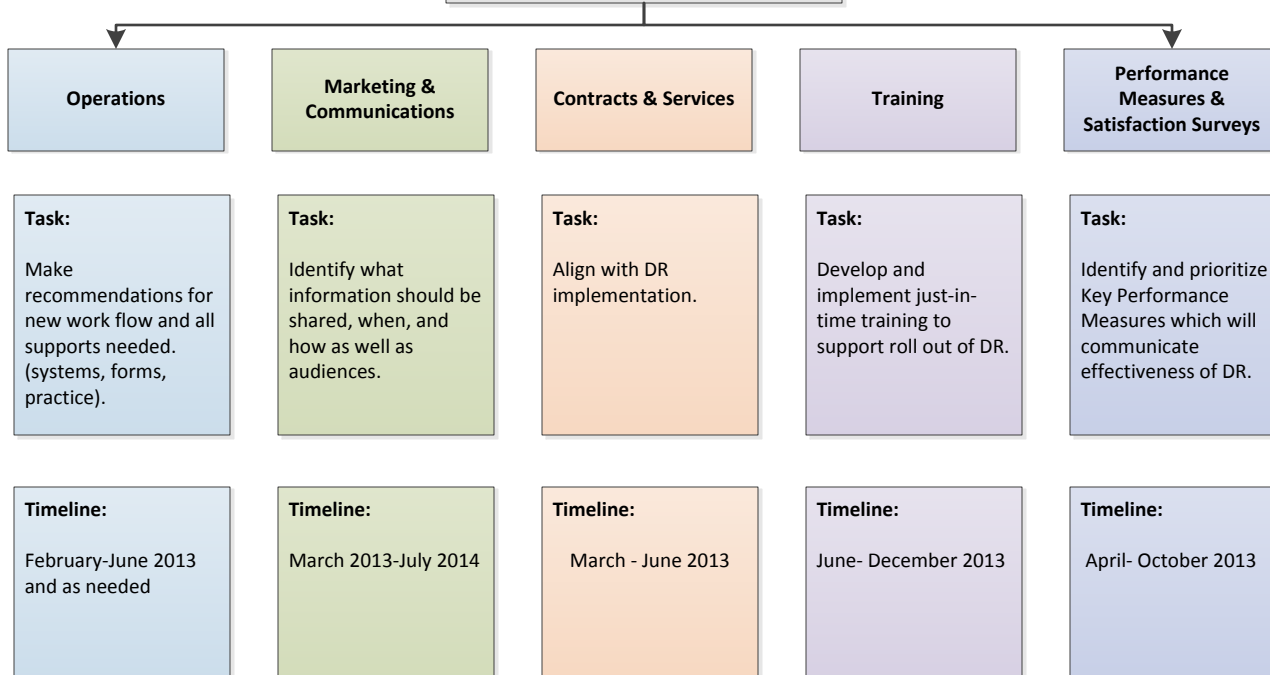 Operations
Marketing &
Communications
Contracts & Services
Training
Performance
Measures &
Satisfaction Surveys
Task:
Make
recommendations for
new work flow and all
supports needed.
(systems, forms,
practice).
Task:
Identify what
information should be
shared, when, and
how as well as
audiences.
Task:
Align with DR
implementation.
Task:
Develop and
implement just-in-
time training to
support roll out of DR.
Task:
Identify and prioritize
Key Performance
Measures which will
communicate
effectiveness of DR.
Timeline:
February-June 2013
and as needed
Timeline:
March 2013-July 2014
Timeline:
March - June 2013
Timeline:
June- December 2013
Timeline:
April- October 2013